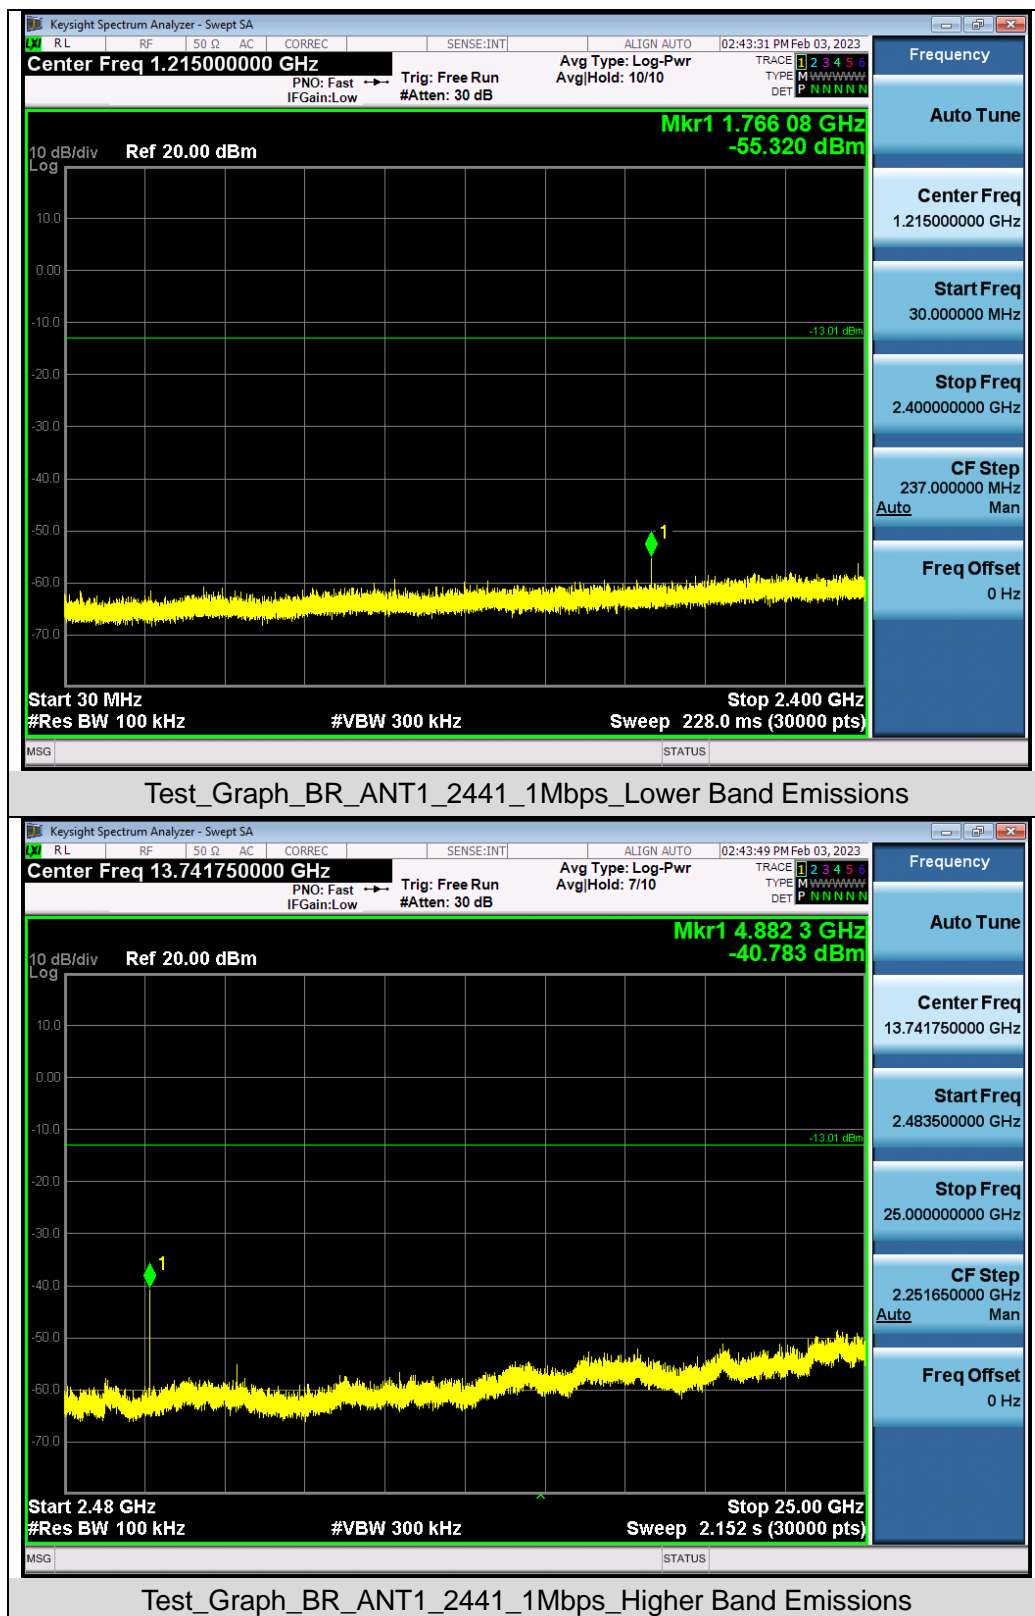 Keysight Spectrum Analyzer - Swept SA
LXI RL RF 50 Ω AC CORREC SENSE:INT ALIGN AUTO 02:43:31 PM Feb 03, 2023
Center Freq 1.215000000 GHz
PNO: Fast
IFGain:Low
Trig: Free Run
#Atten: 30 dB
Avg Type: Log-Pwr
Avg|Hold: 10/10
TRACE 1 2 3 4 5 6
TYPE M W W W W W
DET P N N N N N
Frequency
Auto Tune
Center Freq
1.215000000 GHz
Start Freq
30.000000 MHz
Stop Freq
2.400000000 GHz
CF Step
237.000000 MHz
Auto Man
Freq Offset
0 Hz
Mkr1 1.766 08 GHz
-55.320 dBm
10 dB/div Ref 20.00 dBm
Log
10.0
0.00
-10.0
-13.01 dBm
-20.0
-30.0
-40.0
-50.0
1
-60.0
-70.0
Start 30 MHz Stop 2.400 GHz
#Res BW 100 kHz #VBW 300 kHz Sweep 228.0 ms (30000 pts)
MSG STATUS
Test_Graph_BR_ANT1_2441_1Mbps_Lower Band Emissions
Keysight Spectrum Analyzer - Swept SA
LXI RL RF 50 Ω AC CORREC SENSE:INT ALIGN AUTO 02:43:49 PM Feb 03, 2023
Center Freq 13.741750000 GHz
PNO: Fast
IFGain:Low
Trig: Free Run
#Atten: 30 dB
Avg Type: Log-Pwr
Avg|Hold: 7/10
TRACE 1 2 3 4 5 6
TYPE M W W W W W
DET P N N N N N
Frequency
Auto Tune
Center Freq
13.741750000 GHz
Start Freq
2.483500000 GHz
Stop Freq
25.000000000 GHz
CF Step
2.251650000 GHz
Auto Man
Freq Offset
0 Hz
Mkr1 4.882 3 GHz
-40.783 dBm
10 dB/div Ref 20.00 dBm
Log
10.0
0.00
-10.0
-13.01 dBm
-20.0
-30.0
1
-40.0
-50.0
-60.0
-70.0
Start 2.48 GHz Stop 25.00 GHz
#Res BW 100 kHz #VBW 300 kHz Sweep 2.152 s (30000 pts)
MSG STATUS
Test_Graph_BR_ANT1_2441_1Mbps_Higher Band Emissions